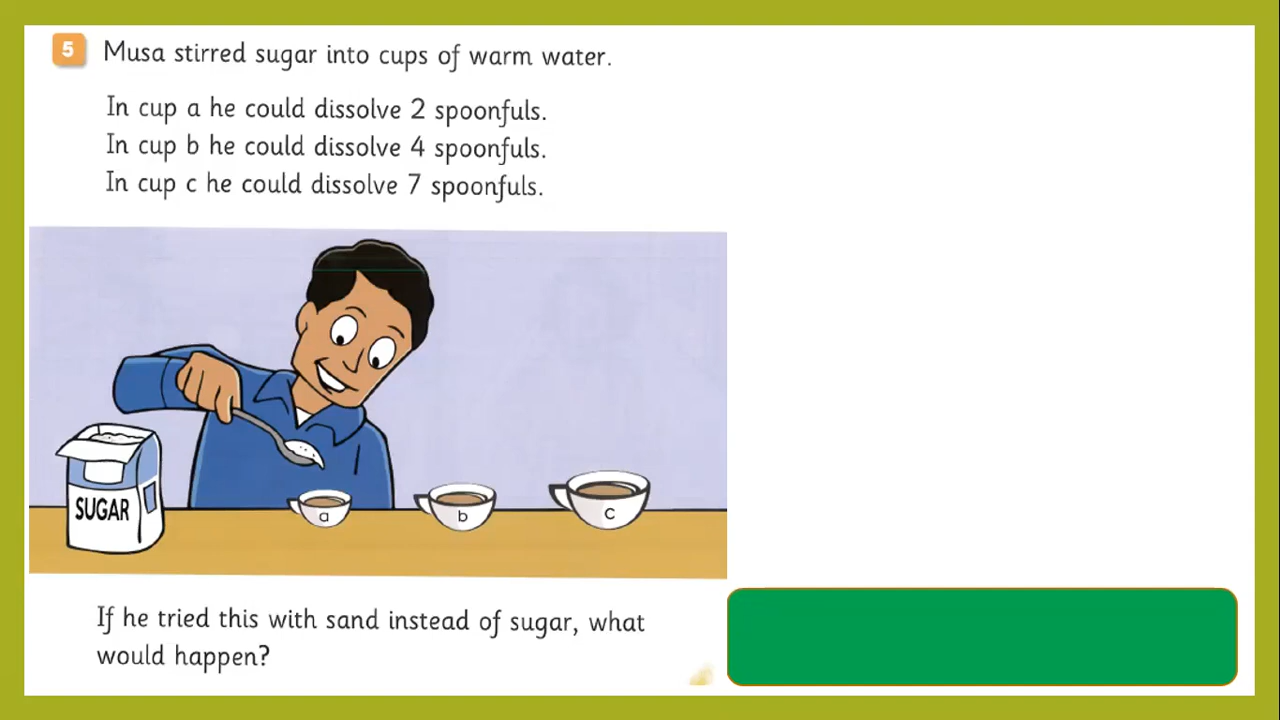 5
Musa stirred sugar into cups of warm water.
In cup a he could dissolve 2 spoonfuls.
In cup b he could dissolve 4 spoonfuls.
In cup c he could dissolve 7 spoonfuls.
SUGAR
a
b
c
If he tried this with sand instead of sugar, what
would happen?